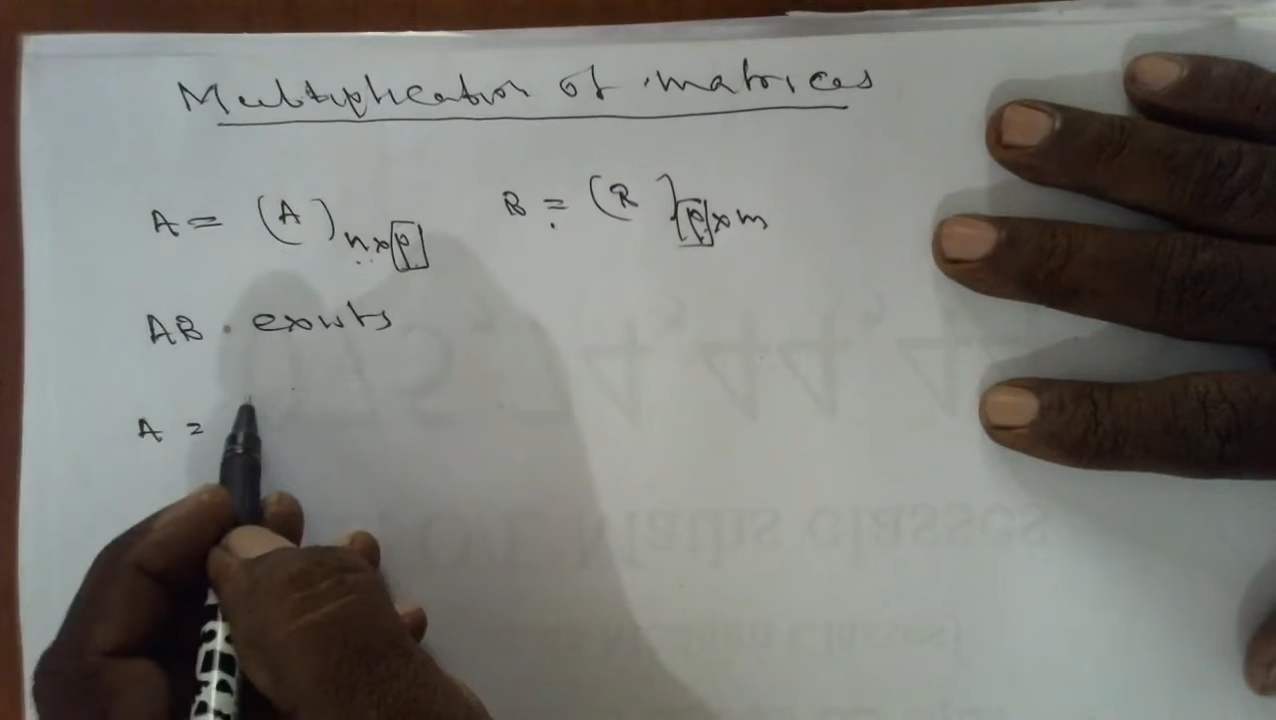 Multiplication of matrices
A = (A)n×p B = (B)p×m
AB exists
A =